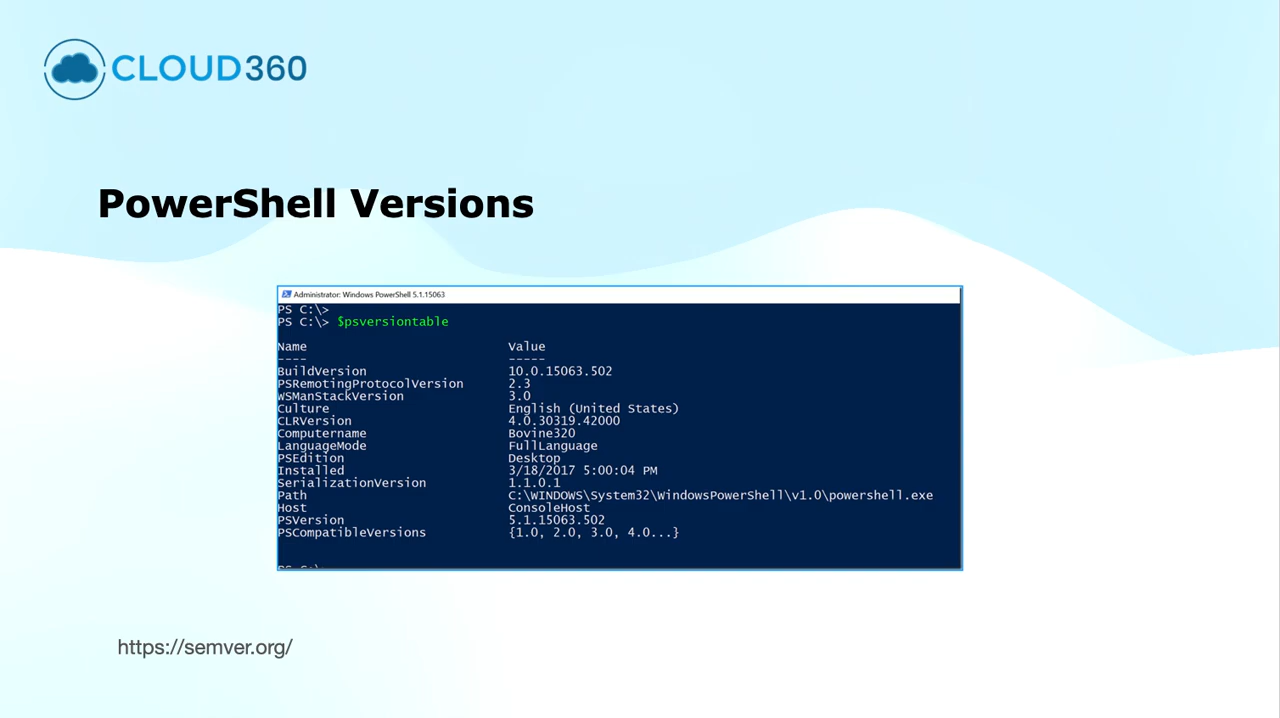 CLOUD360
PowerShell Versions
Administrator: Windows PowerShell 5.1.15063
PS C:\>
PS C:\> $psversiontable
Name Value
---- -----
BuildVersion 10.0.15063.502
PSRemotingProtocolVersion 2.3
WSManStackVersion 3.0
Culture English (United States)
CLRVersion 4.0.30319.42000
Computername Bovine320
LanguageMode FullLanguage
PSEdition Desktop
Installed 3/18/2017 5:00:04 PM
SerializationVersion 1.1.0.1
Path C:\WINDOWS\System32\WindowsPowerShell\v1.0\powershell.exe
Host ConsoleHost
PSVersion 5.1.15063.502
PSCompatibleVersions {1.0, 2.0, 3.0, 4.0...}
https://semver.org/